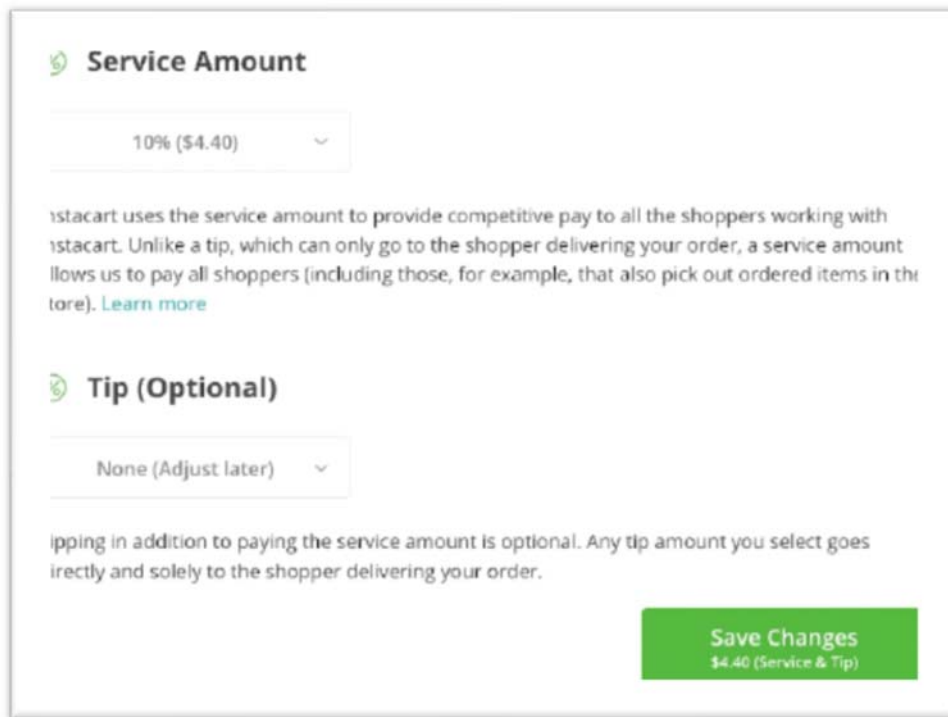 Service Amount
10% ($4.40)
nstacart uses the service amount to provide competitive pay to all the shoppers working with
nstacart. Unlike a tip, which can only go to the shopper delivering your order, a service amount
llows us to pay all shoppers (including those, for example, that also pick out ordered items in the
tore). Learn more
Tip (Optional)
None (Adjust later)
ipping in addition to paying the service amount is optional. Any tip amount you select goes
irectly and solely to the shopper delivering your order.
Save Changes
$4.40 (Service & Tip)